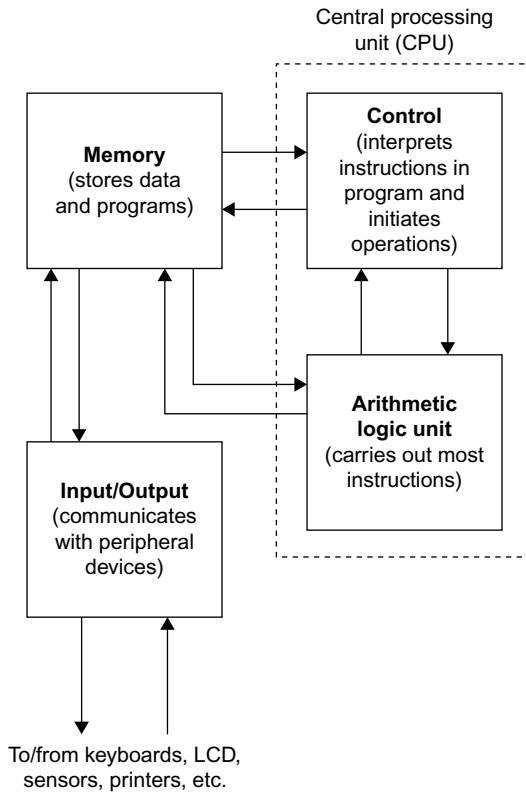 Central processing
unit (CPU)
Memory
(stores data
and programs)
Control
(interprets
instructions in
program and
initiates
operations)
Arithmetic
logic unit
(carries out most
instructions)
Input/Output
(communicates
with peripheral
devices)
To/from keyboards, LCD,
sensors, printers, etc.